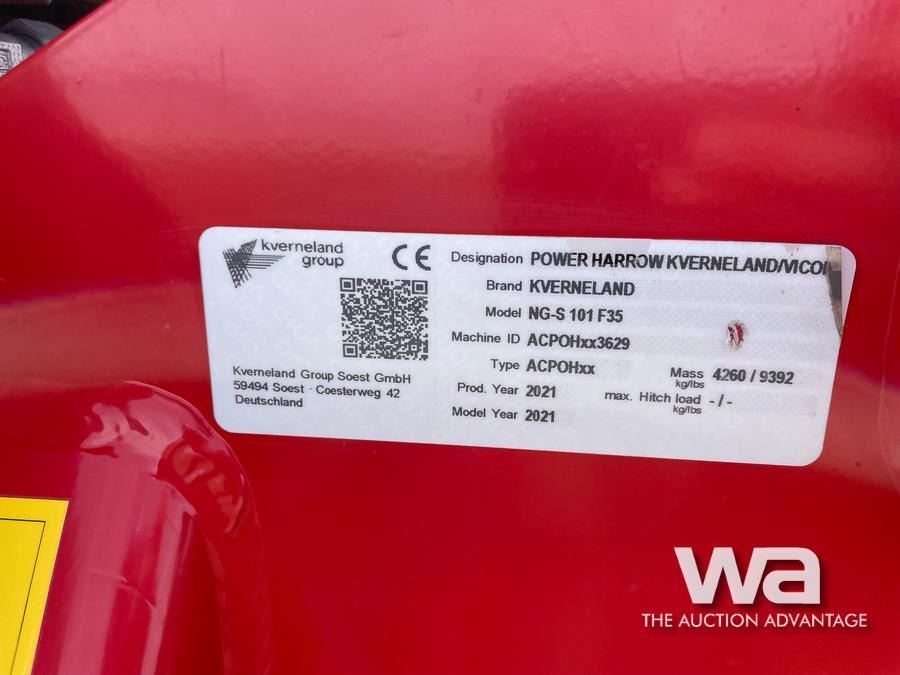 kverneland
group
CE
Kverneland Group Soest GmbH
59494 Soest · Coesterweg 42
Deutschland
Designation POWER HARROW KVERNELAND/VICO
Brand KVERNELAND
Model NG-S 101 F35
Machine ID ACPOHxx3629
Type ACPOHxx
Mass kg/lbs 4260 / 9392
Prod. Year 2021
max. Hitch load kg/lbs - / -
Model Year 2021
wa
THE AUCTION ADVANTAGE